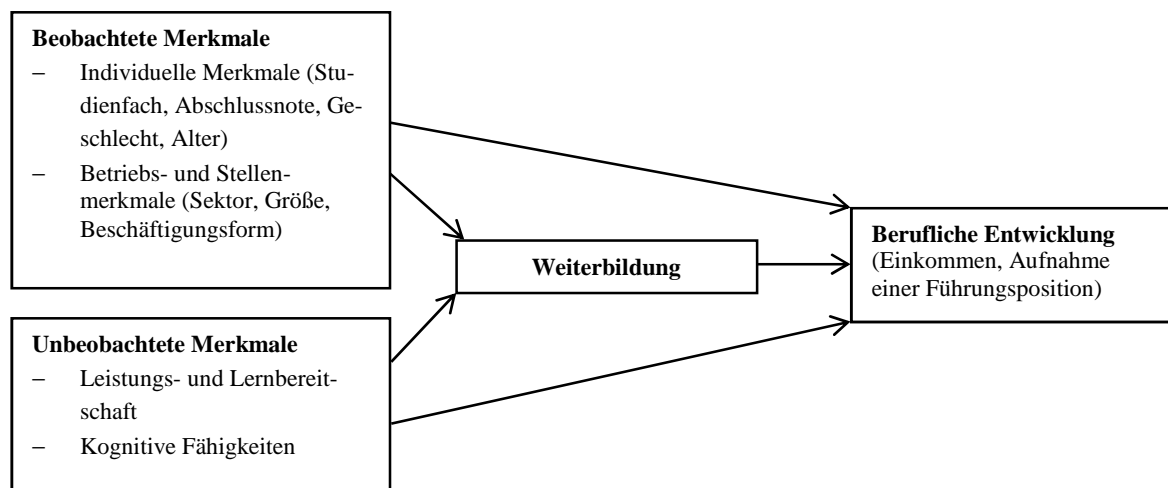 Beobachtete Merkmale
– Individuelle Merkmale (Stu-
dienfach, Abschlussnote, Ge-
schlecht, Alter)
– Betriebs- und Stellen-
merkmale (Sektor, Größe,
Beschäftigungsform)
Weiterbildung
Berufliche Entwicklung
(Einkommen, Aufnahme
einer Führungsposition)
Unbeobachtete Merkmale
– Leistungs- und Lernbereit-
schaft
– Kognitive Fähigkeiten